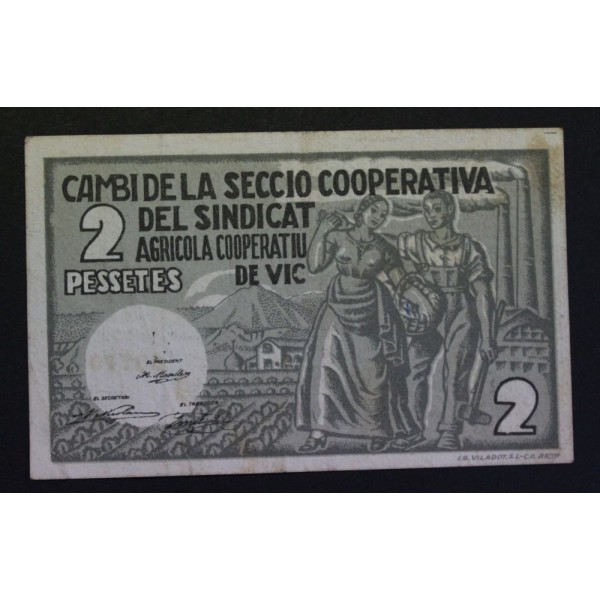 CAMBI DE LA SECCIO COOPERATIVA
2 DEL SINDICAT
AGRICOLA COOPERATIU
PESSETES DE VIC
EL PRESIDENT
EL SECRETARI EL TRESORER
2
I.G. VILADOT, S.L.-